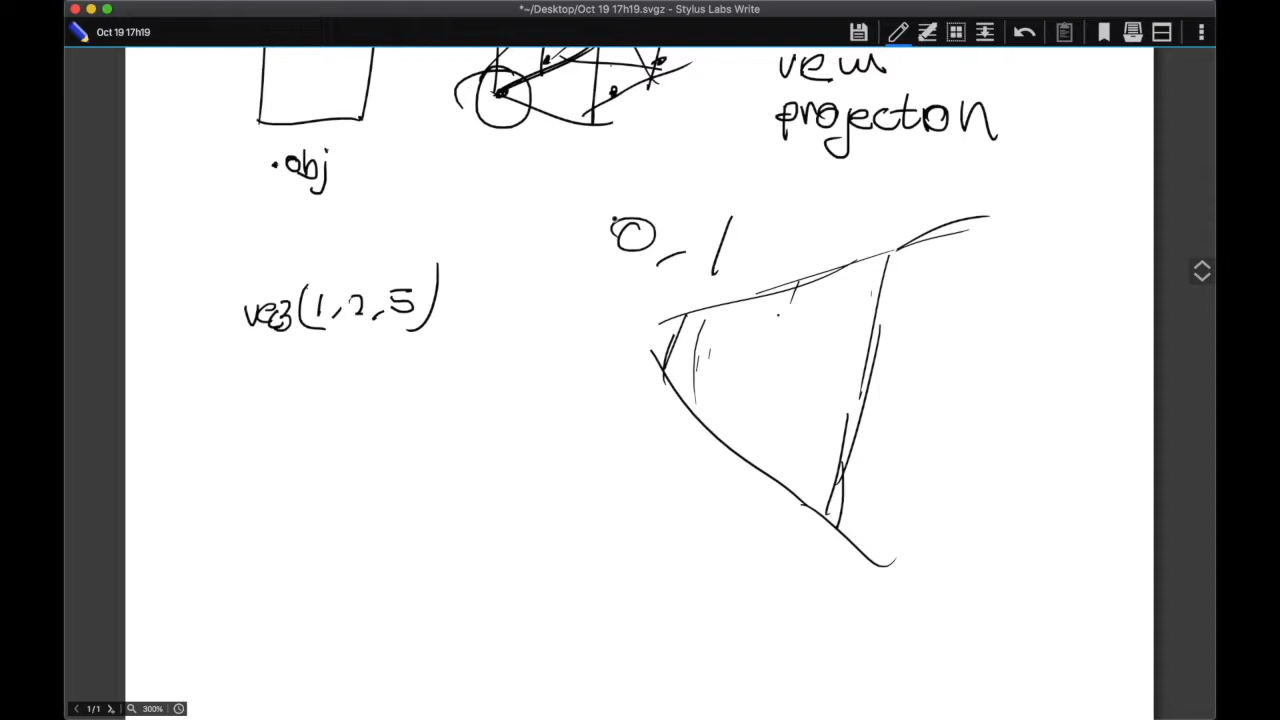 *~/Desktop/Oct 19 17h19.svgz - Stylus Labs Write
Oct 19 17h19
projection
.obj
0, 1
vec3(1, 2, 5)
1/1
300%